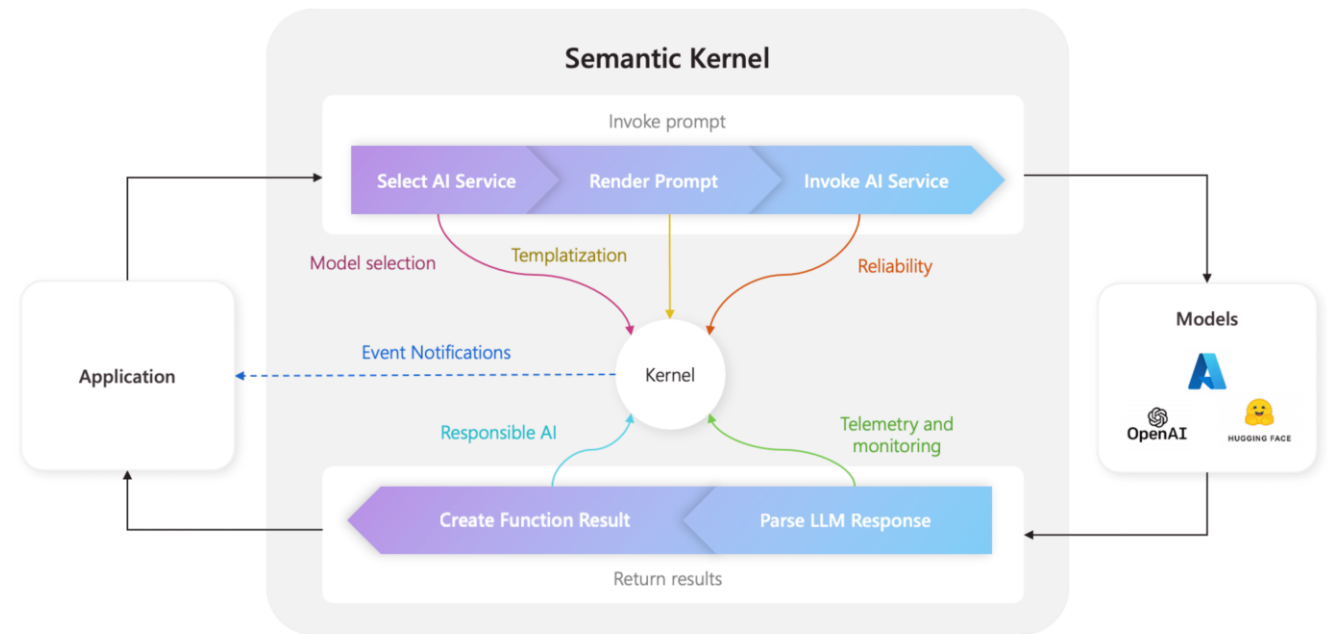 Semantic Kernel
Invoke prompt
Select AI Service
Render Prompt
Invoke AI Service
Model selection
Templatization
Reliability
Application
Event Notifications
Kernel
Models
OpenAI
HUGGING FACE
Responsible AI
Telemetry and
monitoring
Create Function Result
Parse LLM Response
Return results